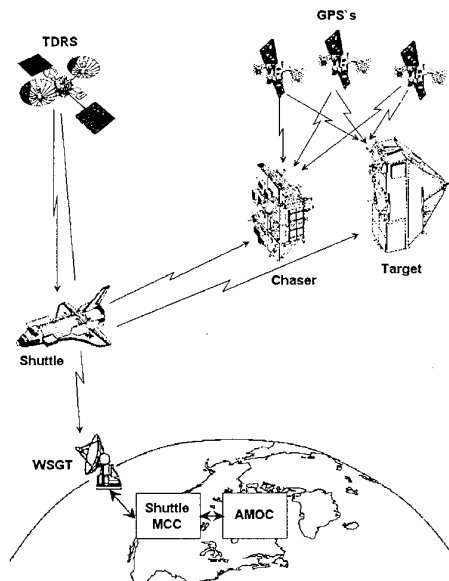 GPS`s
TDRS
Chaser
Target
Shuttle
WSGT
Shuttle
MCC
AMOC